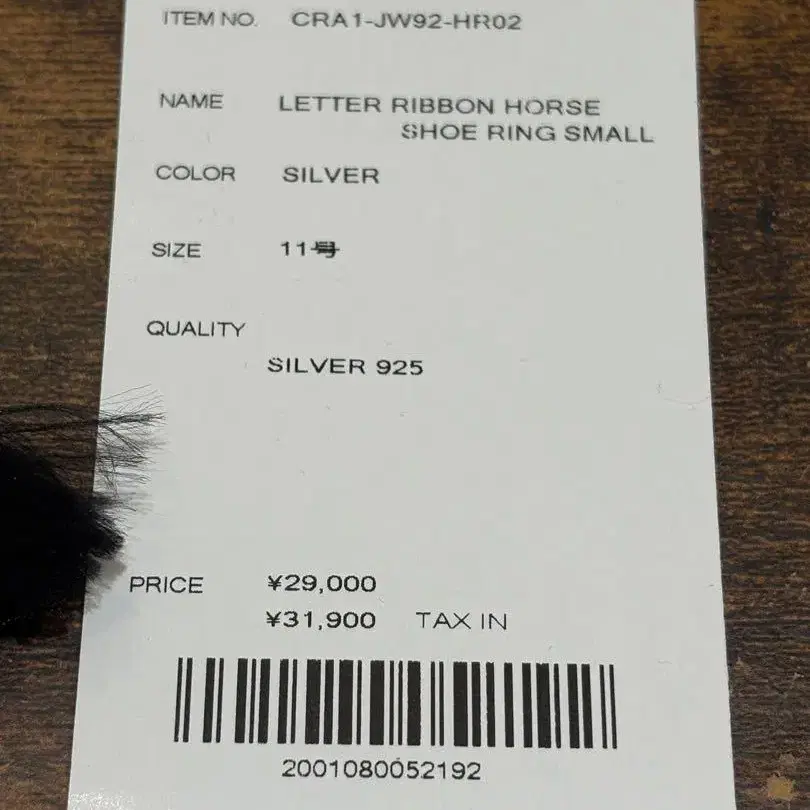 ITEM NO. CRA1-JW92-HR02
NAME LETTER RIBBON HORSE
SHOE RING SMALL
COLOR SILVER
SIZE 11号
QUALITY
SILVER 925
PRICE ¥29,000
¥31,900 TAX IN
2001080052192